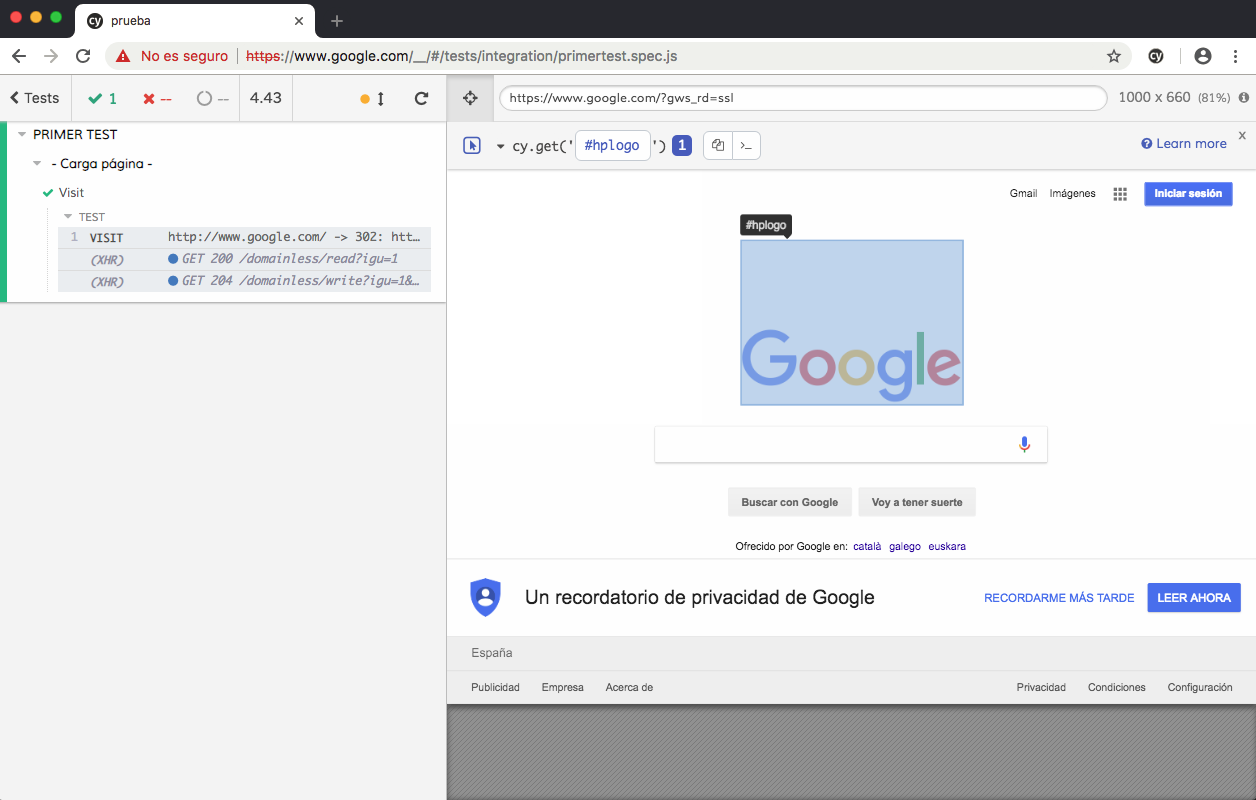 prueba
No es seguro https://www.google.com/__/#/tests/integration/primertest.spec.js
Tests 1 -- -- 4.43
https://www.google.com/?gws_rd=ssl 1000 x 660 (81%)
PRIMER TEST
- Carga página -
Visit
TEST
1 VISIT http://www.google.com/ -> 302: htt…
(XHR) GET 200 /domainless/read?igu=1
(XHR) GET 204 /domainless/write?igu=1&…
cy.get('#hplogo') 1 Learn more x
Gmail Imágenes Iniciar sesión
#hplogo
Google
Buscar con Google Voy a tener suerte
Ofrecido por Google en: català galego euskara
Un recordatorio de privacidad de Google RECORDARME MÁS TARDE LEER AHORA
España
Publicidad Empresa Acerca de Privacidad Condiciones Configuración